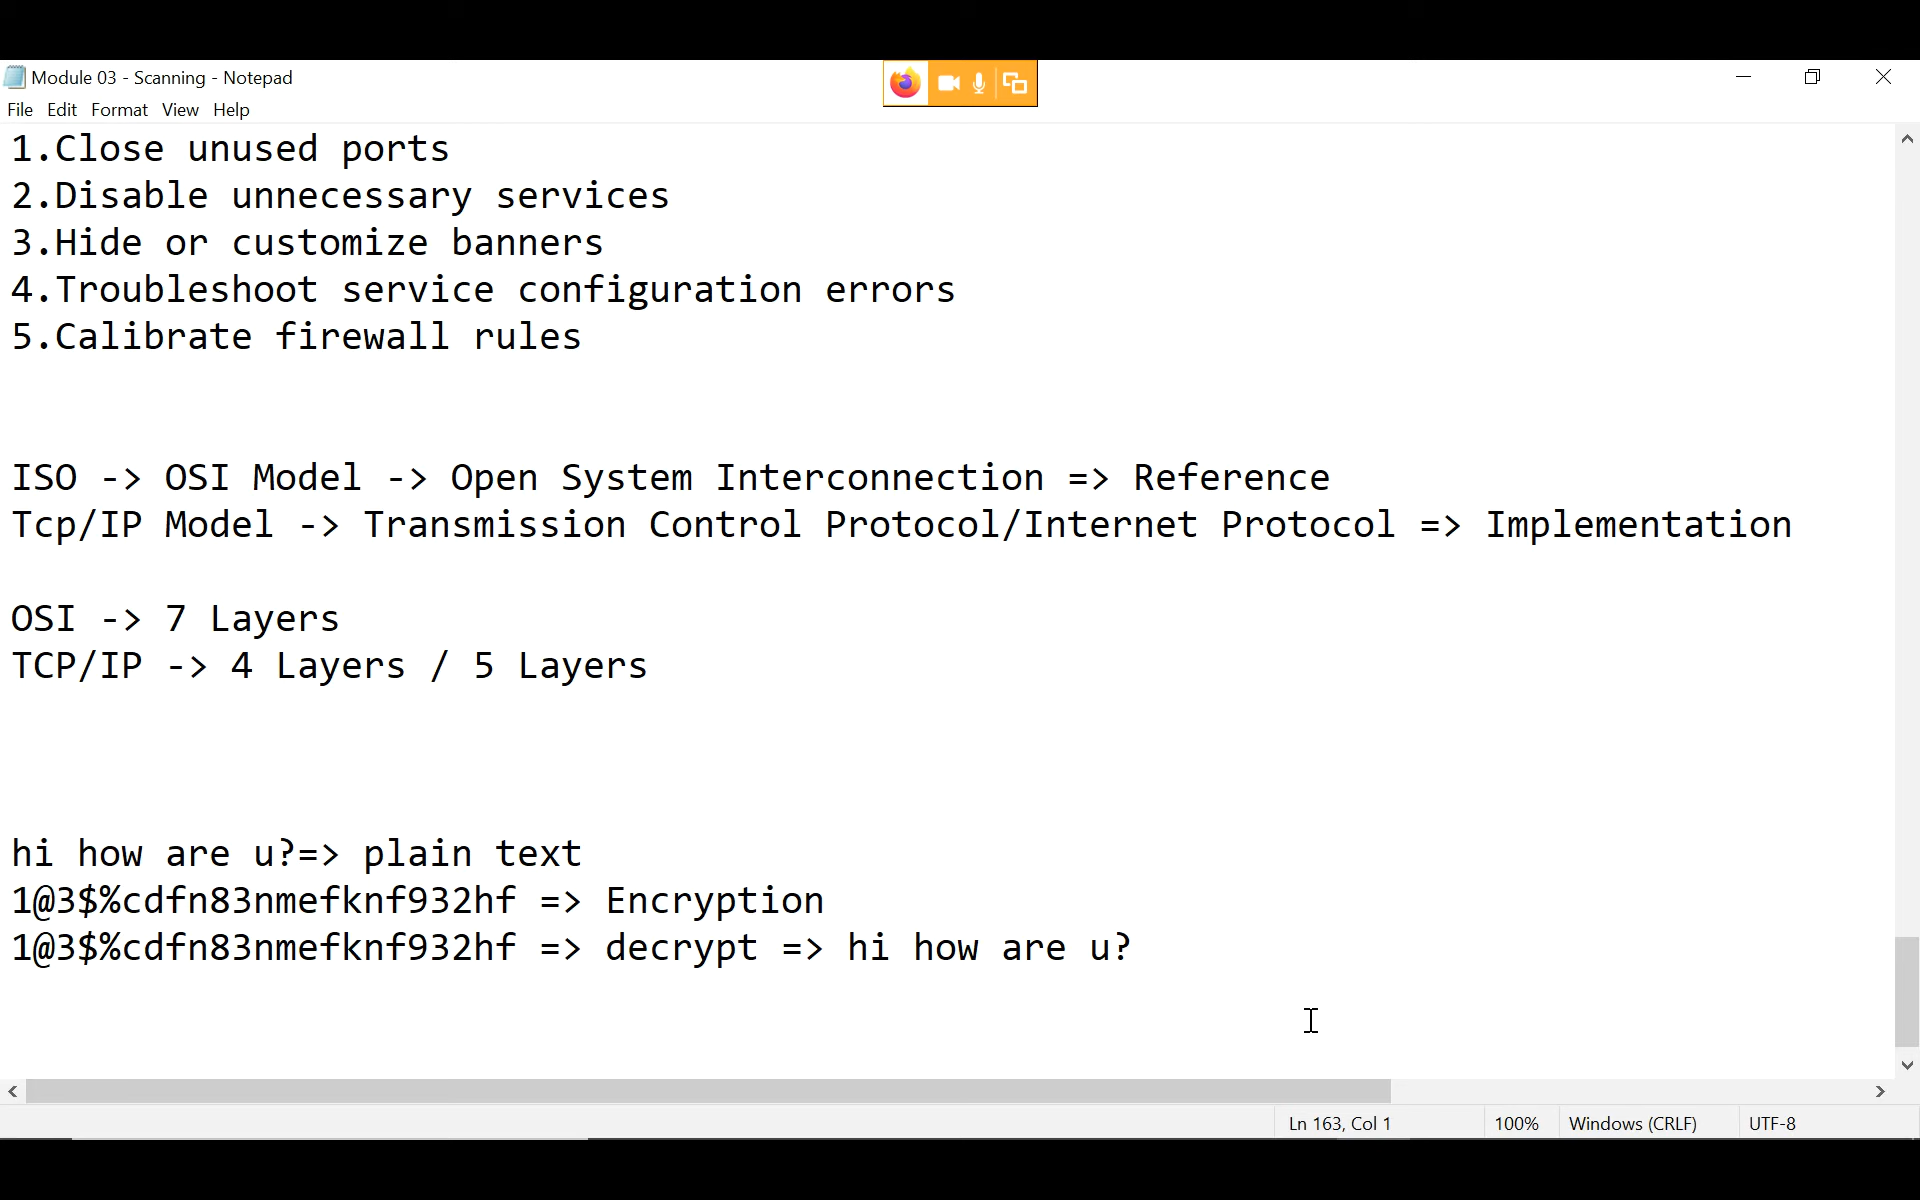 Module 03 - Scanning - Notepad
File Edit Format View Help
1.Close unused ports
2.Disable unnecessary services
3.Hide or customize banners
4.Troubleshoot service configuration errors
5.Calibrate firewall rules
ISO -> OSI Model -> Open System Interconnection => Reference
Tcp/IP Model -> Transmission Control Protocol/Internet Protocol => Implementation
OSI -> 7 Layers
TCP/IP -> 4 Layers / 5 Layers
hi how are u?=> plain text
1@3$%cdfn83nmefknf932hf => Encryption
1@3$%cdfn83nmefknf932hf => decrypt => hi how are u?
Ln 163, Col 1 100% Windows (CRLF) UTF-8